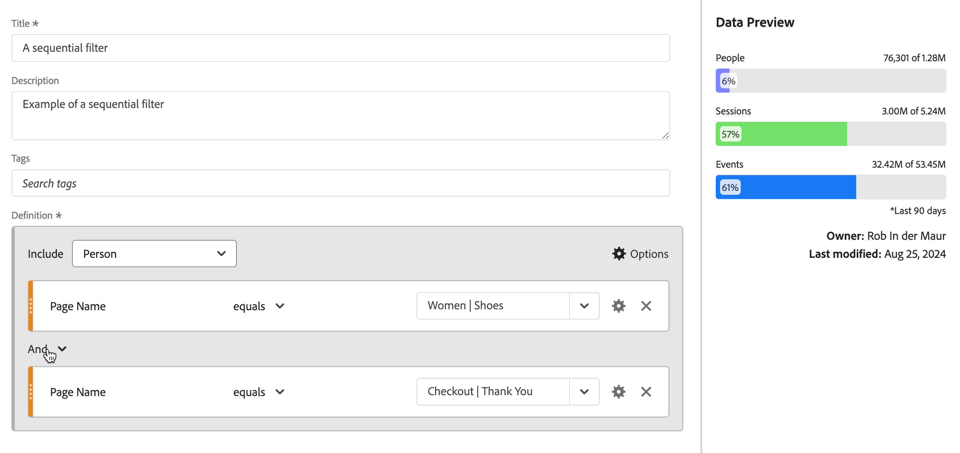 Title *
A sequential filter
Description
Example of a sequential filter
Tags
Search tags
Definition *
Include Person Options
Page Name equals Women | Shoes
And
Page Name equals Checkout | Thank You
Data Preview
People 76,301 of 1.28M
6%
Sessions 3.00M of 5.24M
57%
Events 32.42M of 53.45M
61%
*Last 90 days
Owner: Rob In der Maur
Last modified: Aug 25, 2024